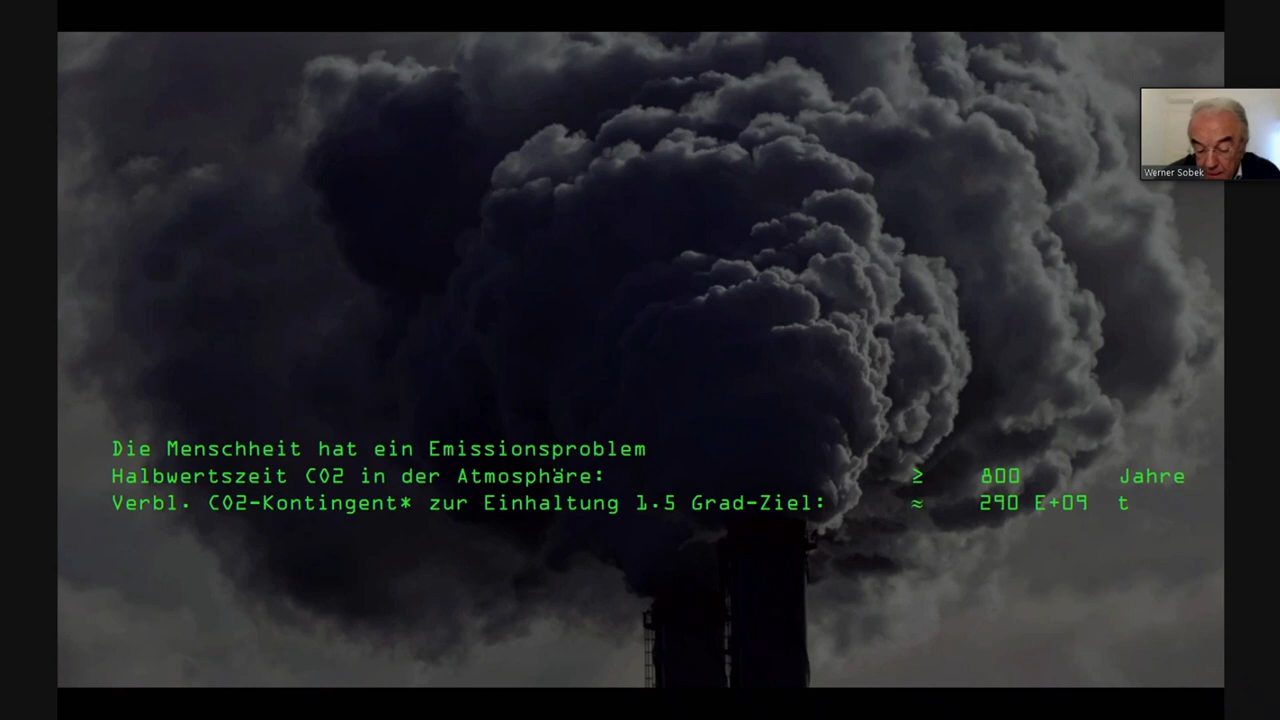 Werner Sobek
Die Menschheit hat ein Emissionsproblem
Halbwertszeit CO2 in der Atmosphäre: ≥ 800 Jahre
Verbl. CO2-Kontingent* zur Einhaltung 1.5 Grad-Ziel: ≈ 290 E+09 t